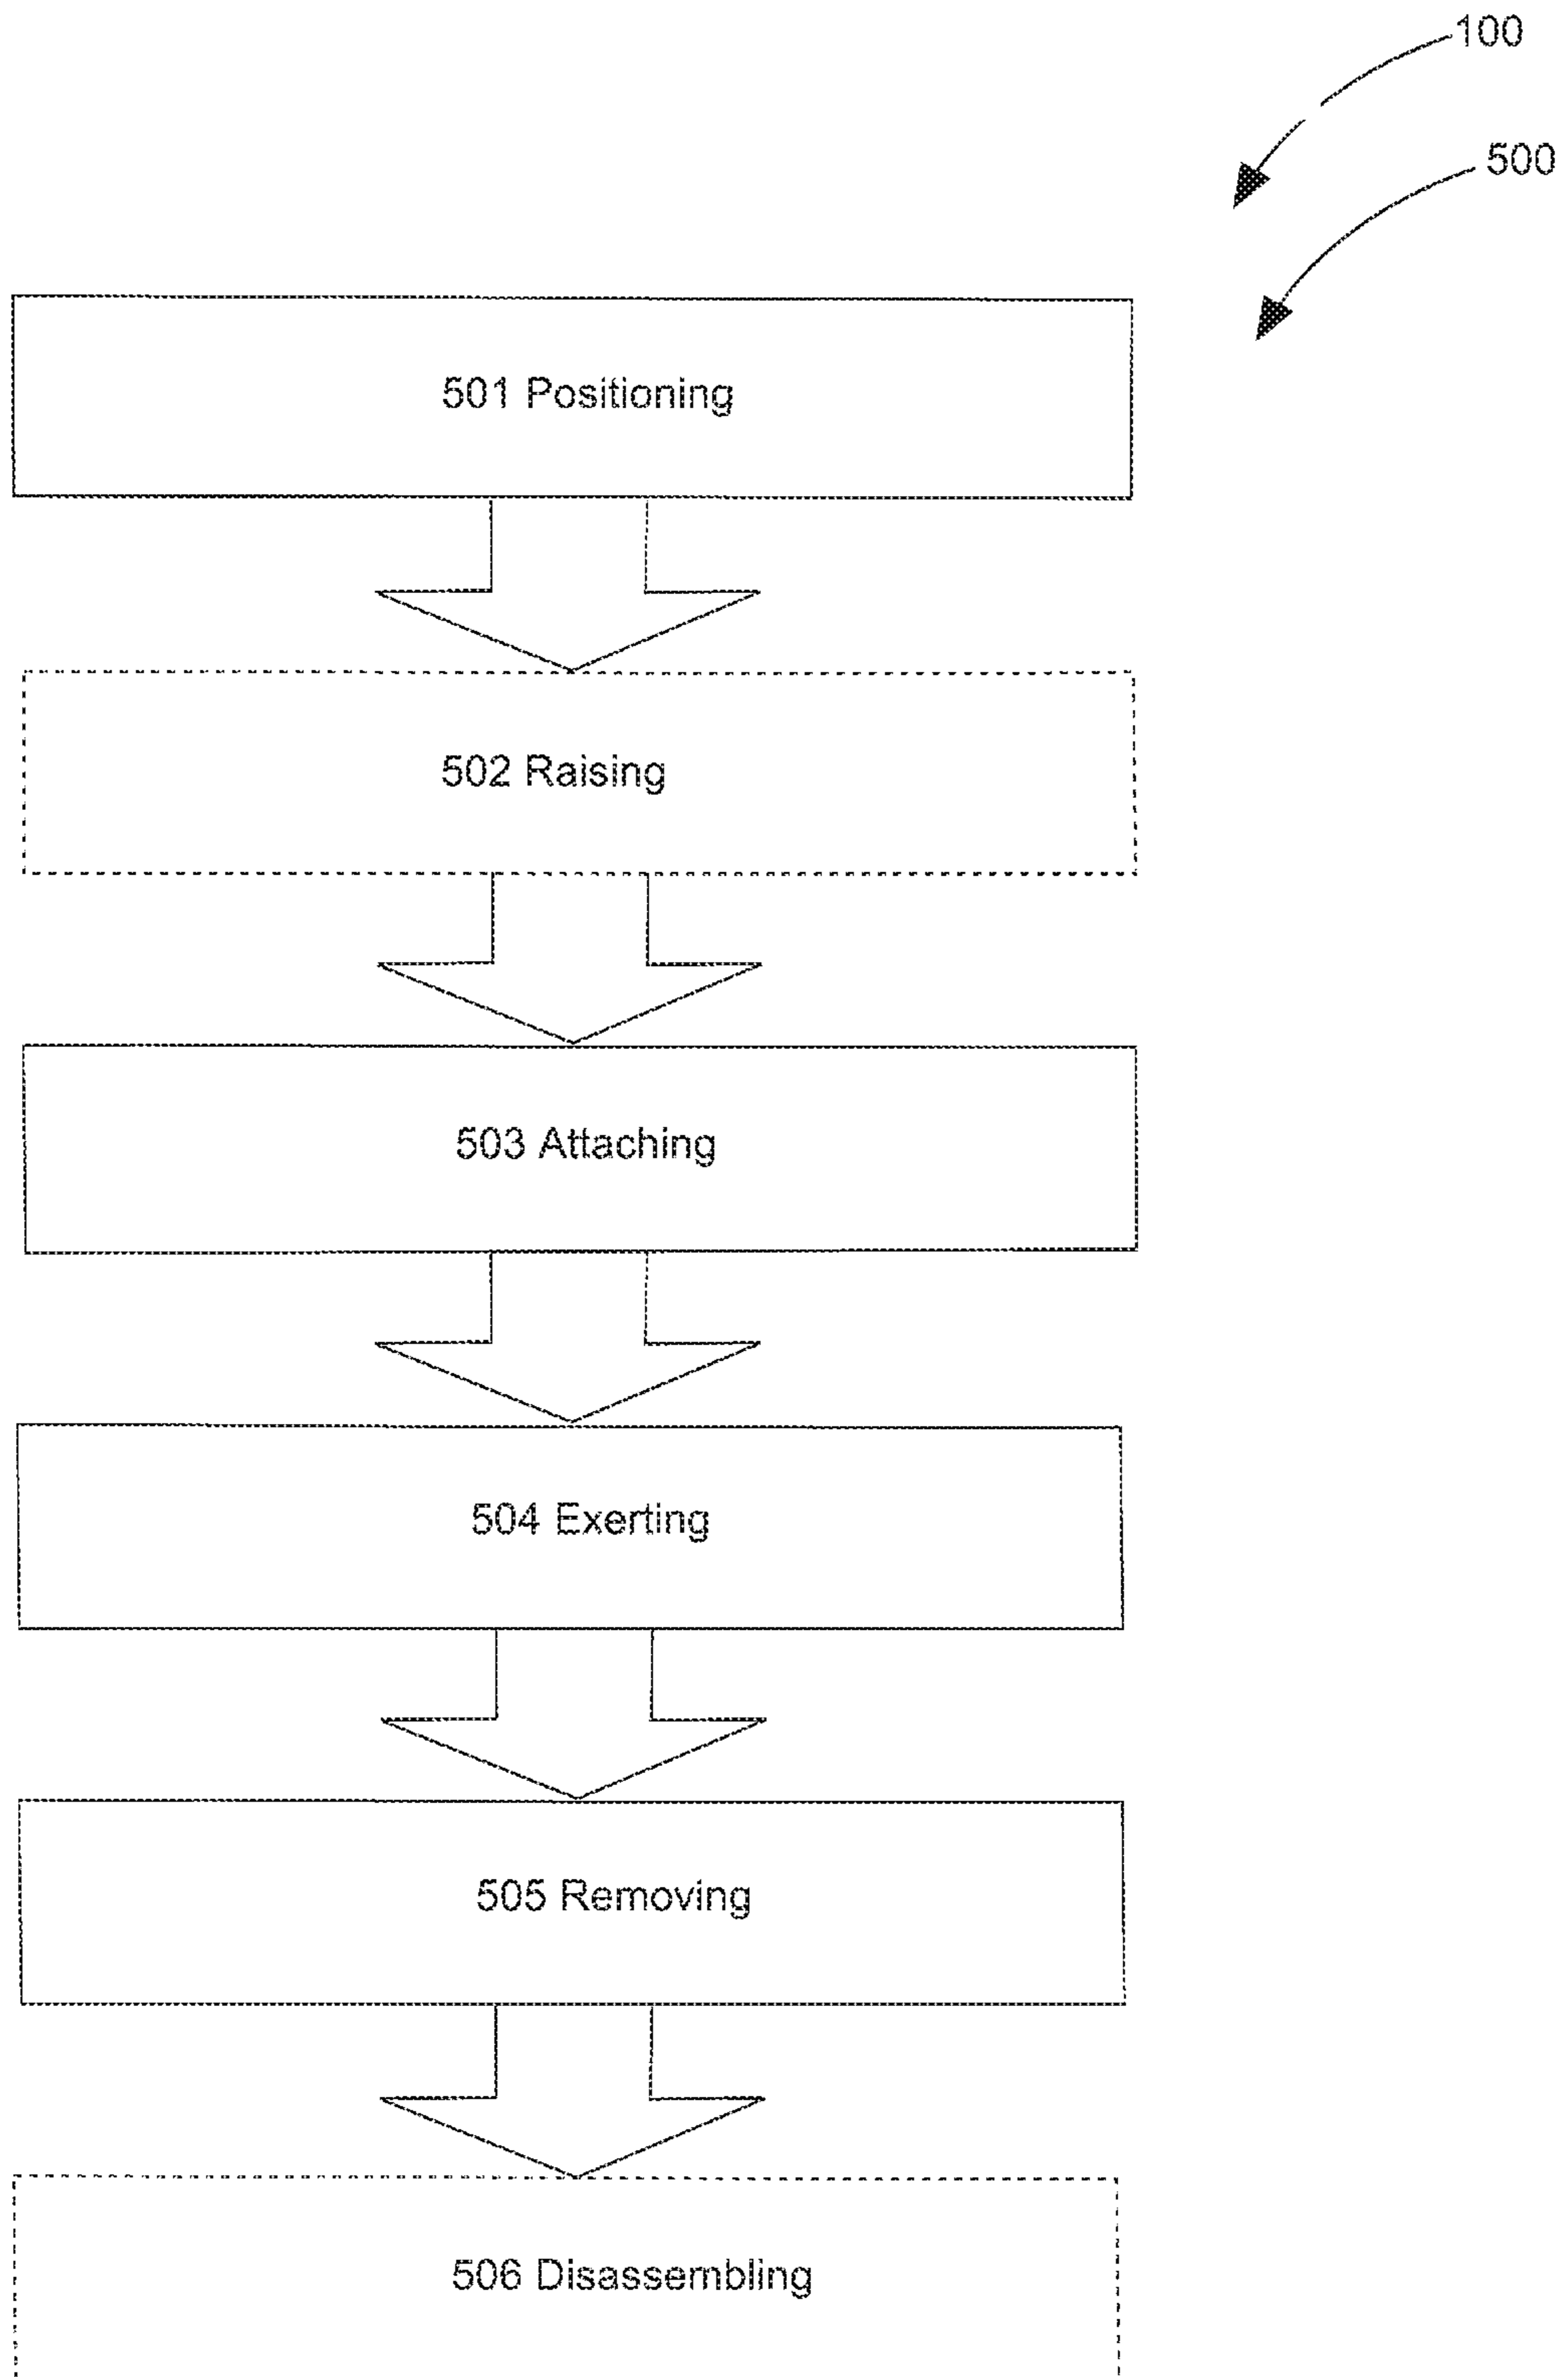 100
500
501 Positioning
502 Raising
503 Attaching
504 Exerting
505 Removing
506 Disassembling